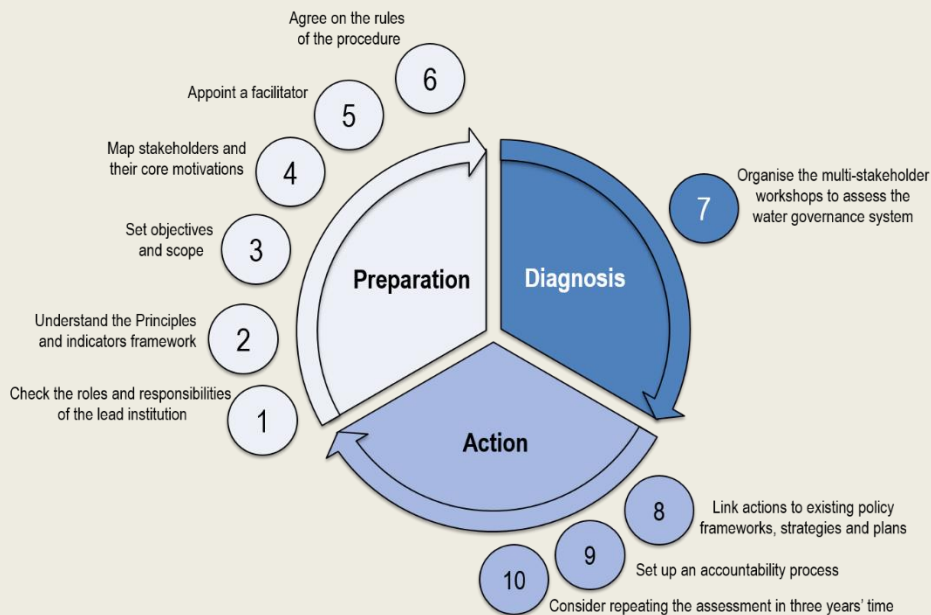 Agree on the rules
of the procedure
6
Appoint a facilitator
5
Map stakeholders and
their core motivations
4
Set objectives
and scope
3
Understand the Principles
and indicators framework
2
Check the roles and responsibilities
of the lead institution
1
Preparation
Diagnosis
7
Organise the multi-stakeholder
workshops to assess the
water governance system
Action
8
Link actions to existing policy
frameworks, strategies and plans
9
Set up an accountability process
10
Consider repeating the assessment in three years' time